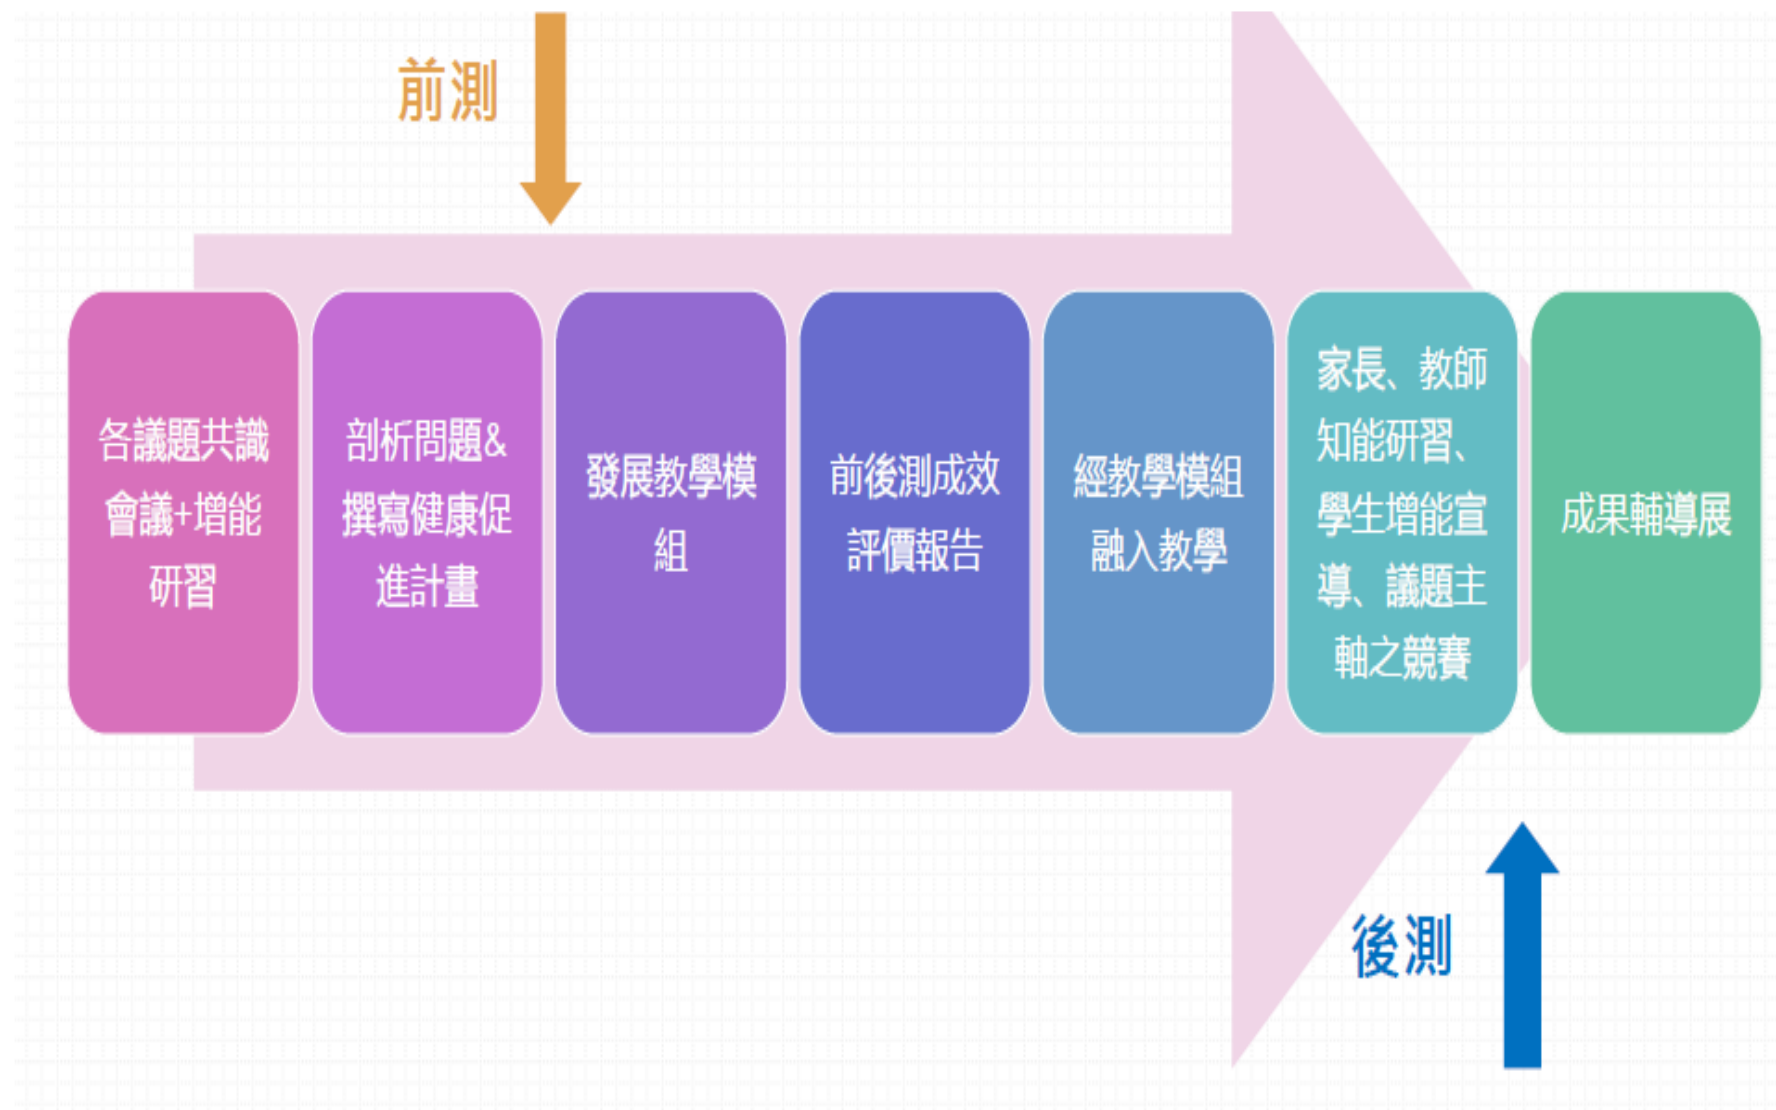 前測
各議題共識
會議+增能
研習
剖析問題&
撰寫健康促
進計畫
發展教學模
組
前後測成效
評價報告
經教學模組
融入教學
家長、教師
知能研習、
學生增能宣
導、議題主
軸之競賽
成果輔導展
後測